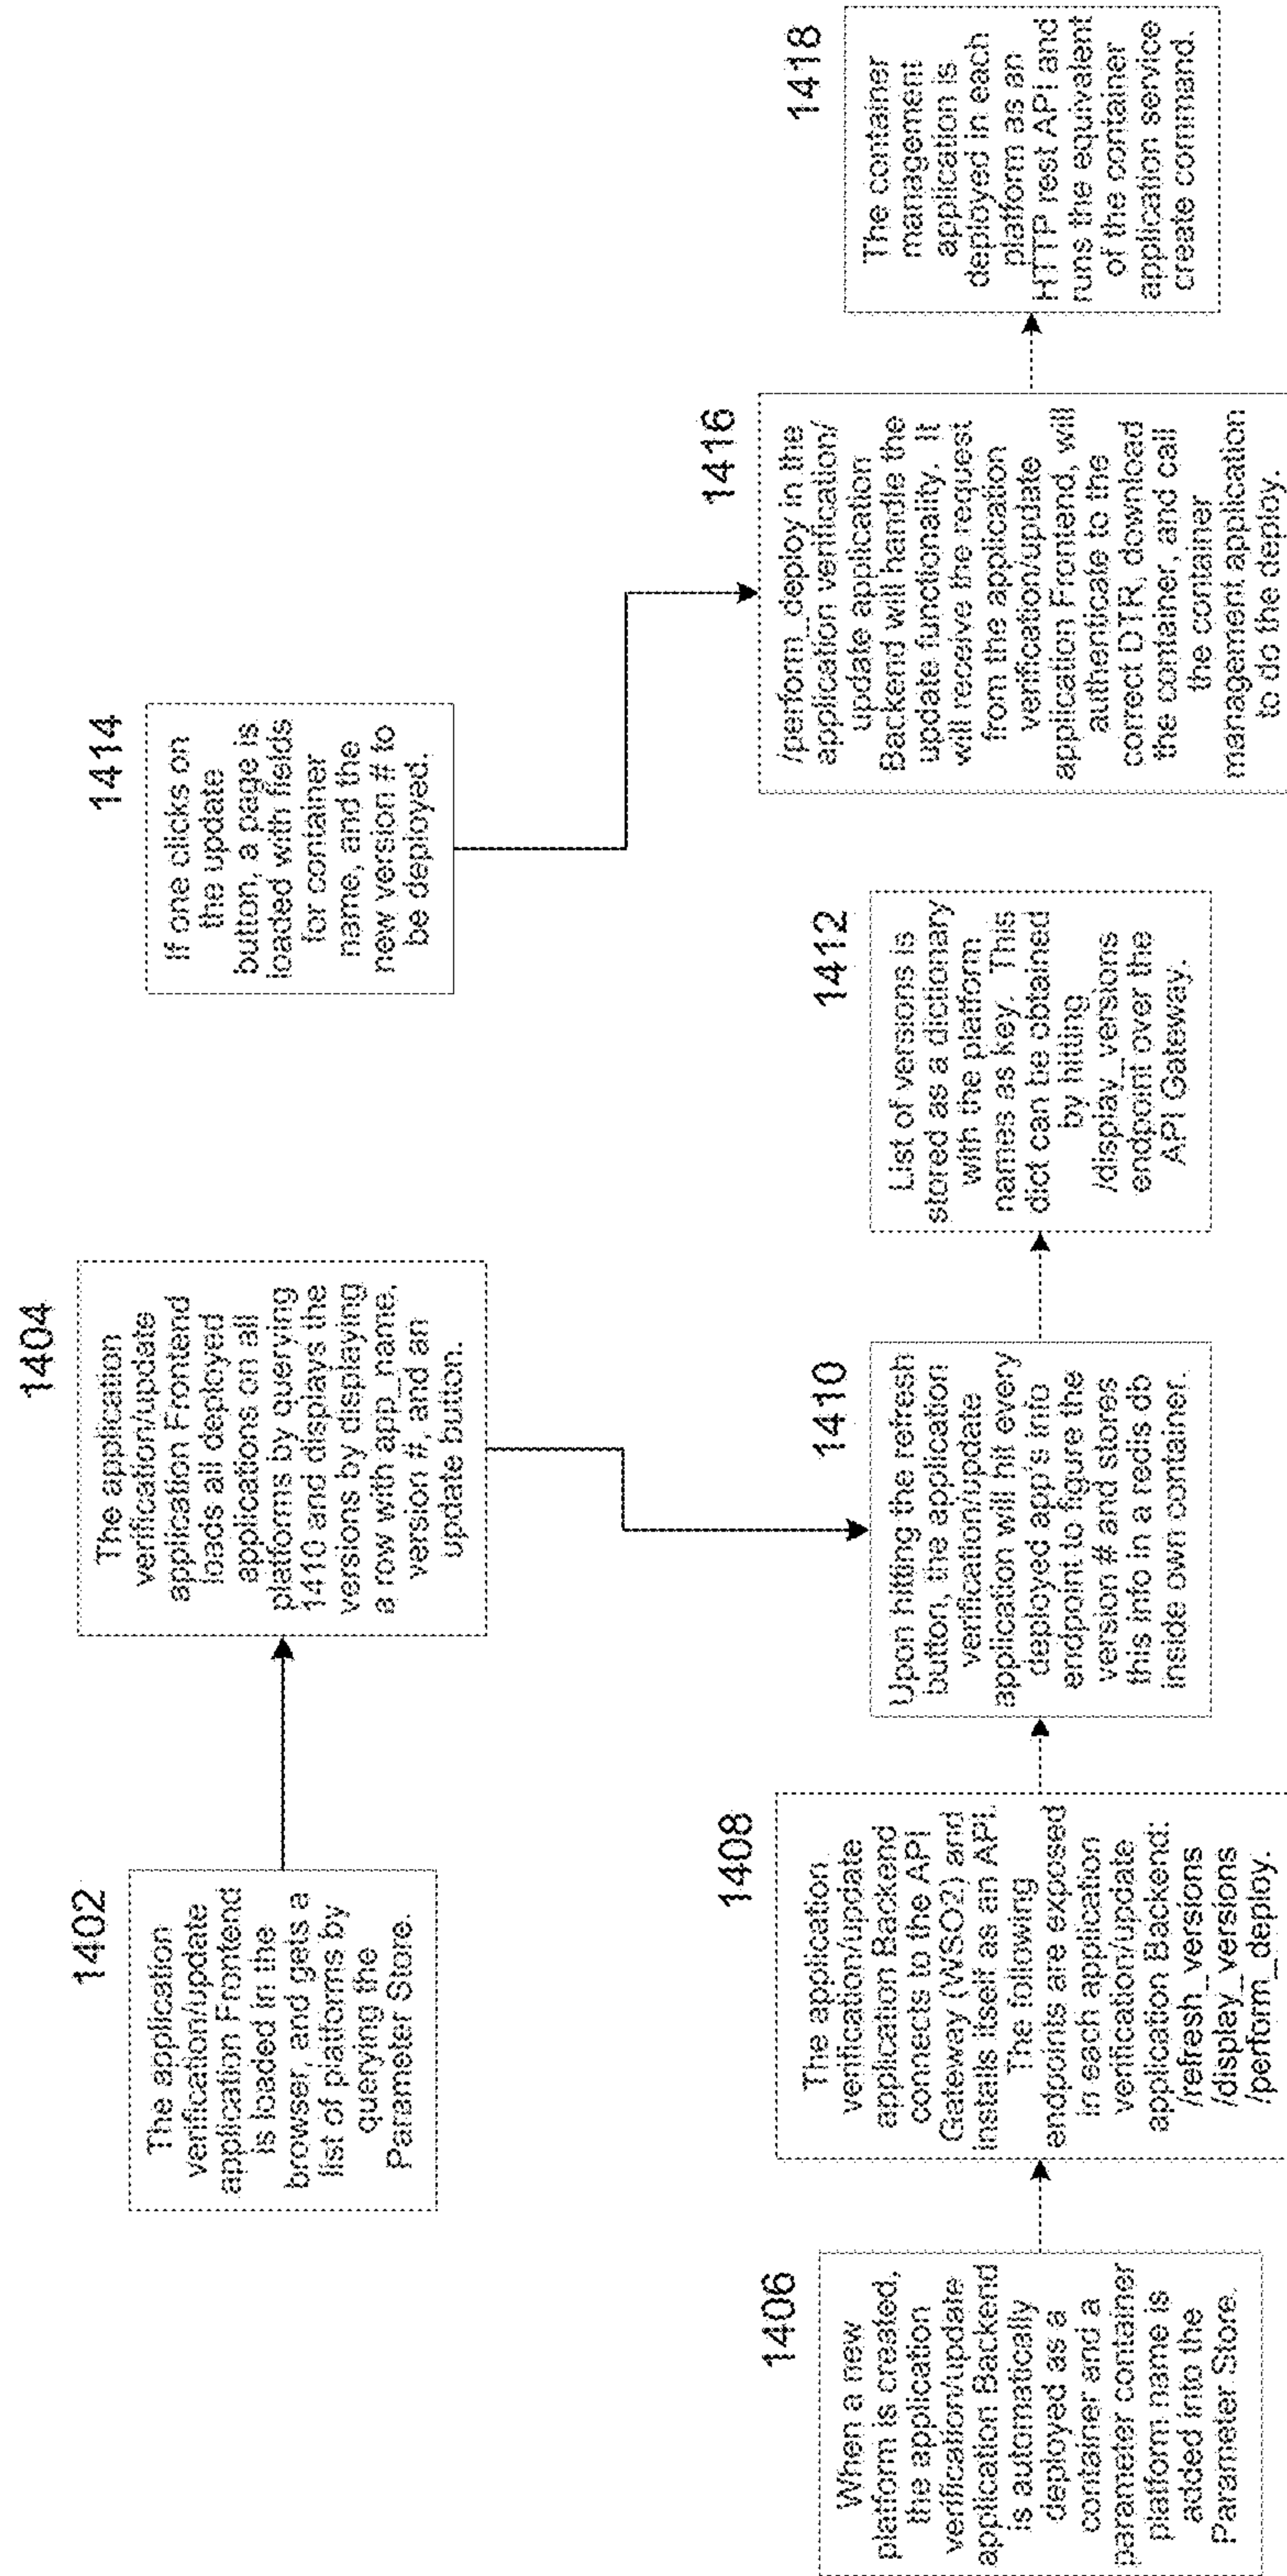 1402
The application
verification/update
application Frontend
is loaded in the
browser, and gets a
list of platforms by
querying the
Parameter Store.
1404
The application
verification/update
application Frontend
loads all deployed
applications on all
platforms by querying
1410 and displays the
versions by displaying
a row with app_name,
version #, and an
update button.
1414
If one clicks on
the update
button, a page is
loaded with fields
for container
name, and the
new version # to
be deployed.
1406
When a new
platform is created,
the application
verification/update
application Backend
is automatically
deployed as a
container and a
parameter container
platform name is
added into the
Parameter Store.
1408
The application
verification/update
application Backend
connects to the API
Gateway (WSO2) and
installs itself as an API.
The following
endpoints are exposed
in each application
verification/update
application Backend:
/refresh_versions
/display_versions
/perform_deploy.
1410
Upon hitting the refresh
button, the application
verification/update
application will hit every
deployed app's info
endpoint to figure the
version # and stores
this info in a redis db
inside own container.
1412
List of versions is
stored as a dictionary
with the platform
names as key. This
dict can be obtained
by hitting
/display_versions
endpoint over the
API Gateway.
1416
/perform_deploy in the
application verification/
update application
Backend will handle the
update functionality. It
will receive the request
from the application
verification/update
application Frontend, will
authenticate to the
correct DTR, download
the container, and call
the container
management application
to do the deploy.
1418
The container
management
application is
deployed in each
platform as an
HTTP rest API and
runs the equivalent
of the container
application service
create command.